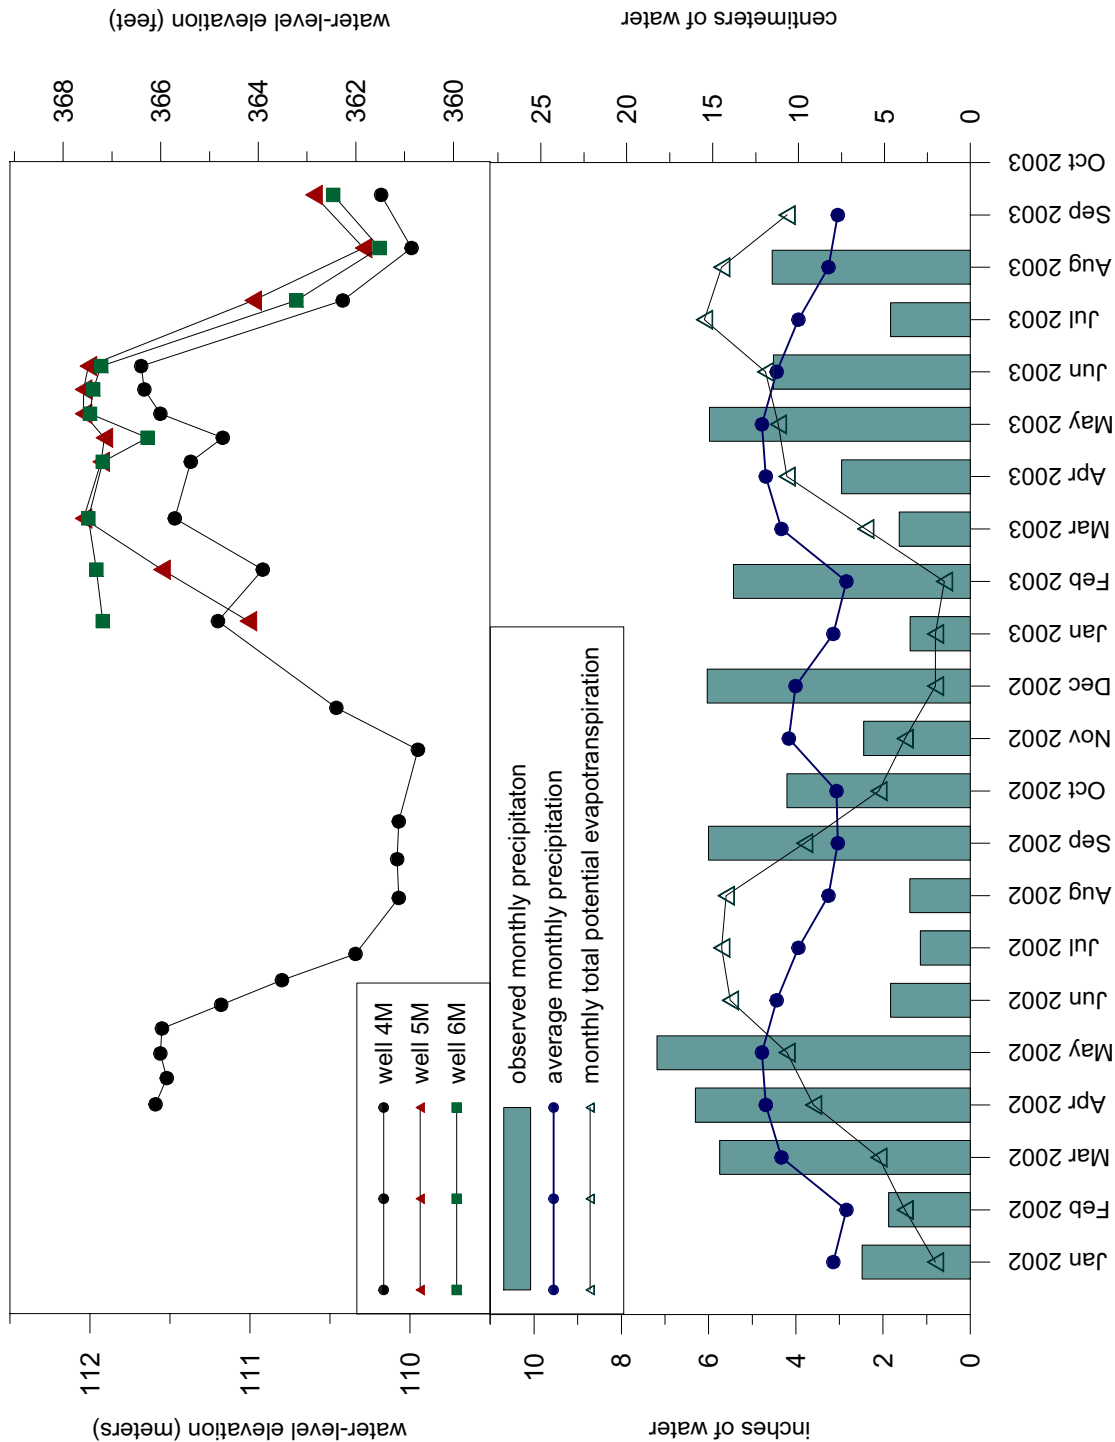 water-level elevation (meters)
112
111
110
water-level elevation (feet)
368
366
364
362
360
well 4M
well 5M
well 6M
observed monthly precipitaton
average monthly precipitation
monthly total potential evapotranspiration
inches of water
10
8
6
4
2
0
centimeters of water
25
20
15
10
5
0
Jan 2002
Feb 2002
Mar 2002
Apr 2002
May 2002
Jun 2002
Jul 2002
Aug 2002
Sep 2002
Oct 2002
Nov 2002
Dec 2002
Jan 2003
Feb 2003
Mar 2003
Apr 2003
May 2003
Jun 2003
Jul 2003
Aug 2003
Sep 2003
Oct 2003